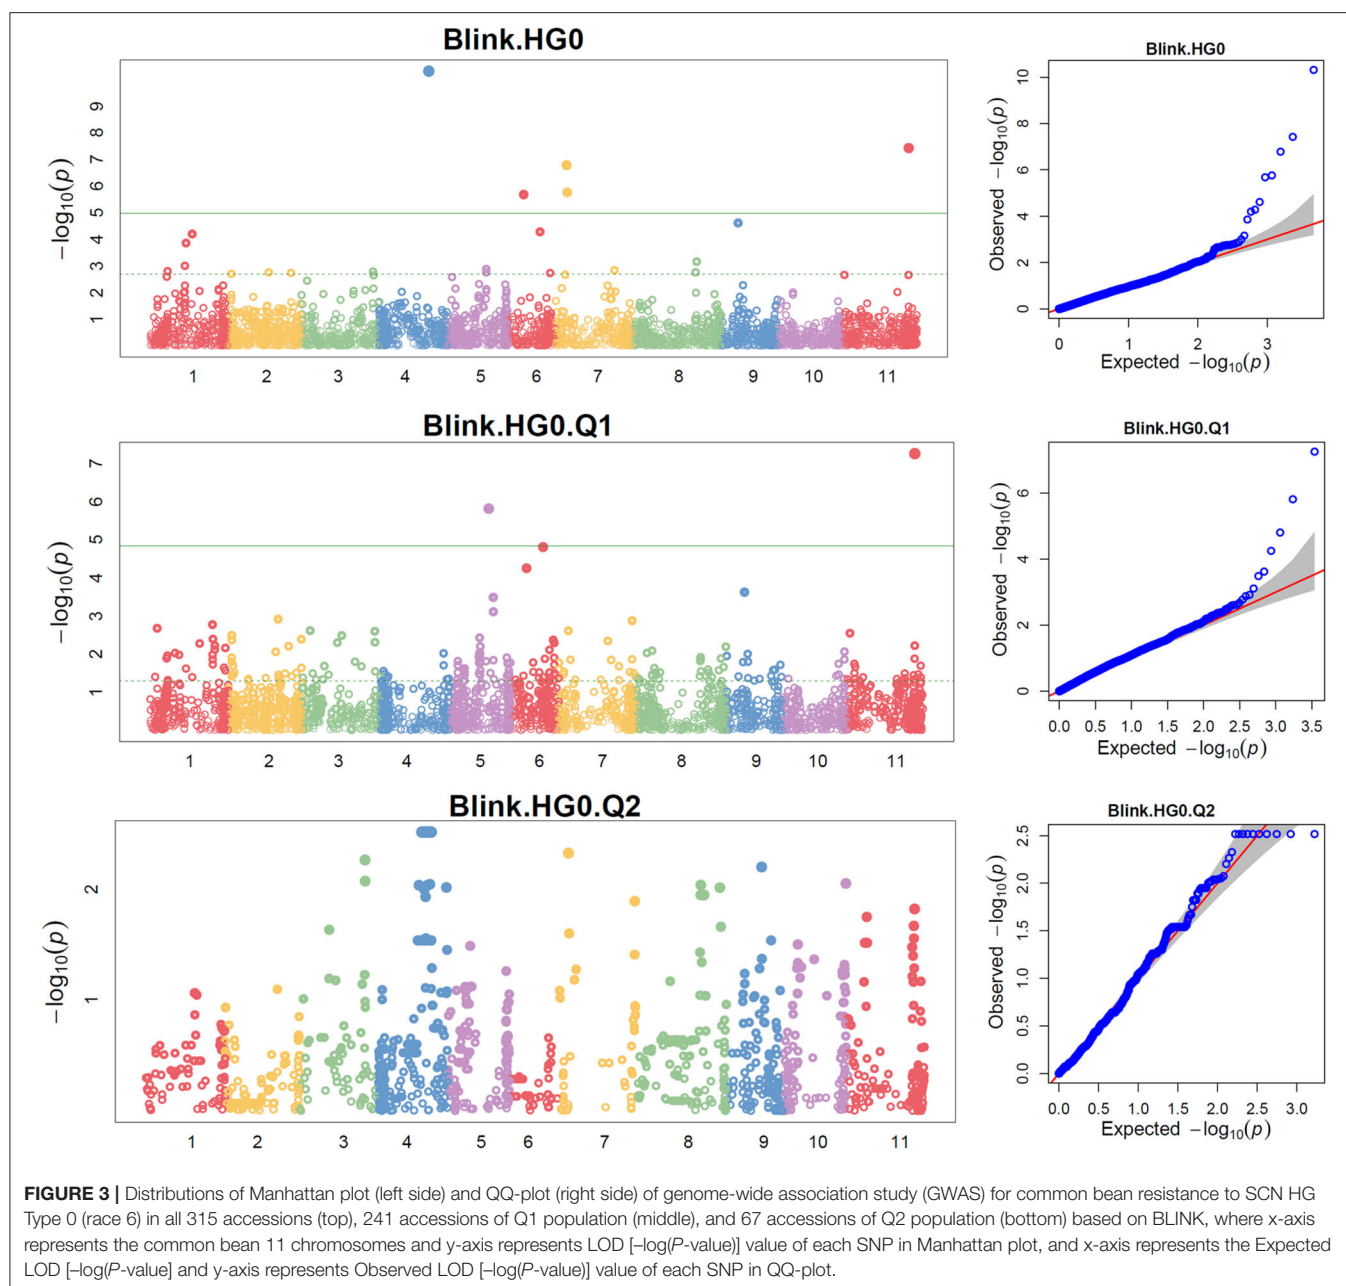 Blink.HG0
−log10(p)
9
8
7
6
5
4
3
2
1
1 2 3 4 5 6 7 8 9 10 11
Blink.HG0
Observed −log10(p)
10
8
6
4
2
0
0 1 2 3
Expected −log10(p)
Blink.HG0.Q1
−log10(p)
7
6
5
4
3
2
1
1 2 3 4 5 6 7 8 9 10 11
Blink.HG0.Q1
Observed −log10(p)
6
4
2
0
0.0 0.5 1.0 1.5 2.0 2.5 3.0 3.5
Expected −log10(p)
Blink.HG0.Q2
−log10(p)
2
1
1 2 3 4 5 6 7 8 9 10 11
Blink.HG0.Q2
Observed −log10(p)
2.5
2.0
1.5
1.0
0.5
0.0
0.0 0.5 1.0 1.5 2.0 2.5 3.0
Expected −log10(p)
FIGURE 3 | Distributions of Manhattan plot (left side) and QQ-plot (right side) of genome-wide association study (GWAS) for common bean resistance to SCN HG
Type 0 (race 6) in all 315 accessions (top), 241 accessions of Q1 population (middle), and 67 accessions of Q2 population (bottom) based on BLINK, where x-axis
represents the common bean 11 chromosomes and y-axis represents LOD [–log(P-value)] value of each SNP in Manhattan plot, and x-axis represents the Expected
LOD [–log(P-value] and y-axis represents Observed LOD [–log(P-value)] value of each SNP in QQ-plot.